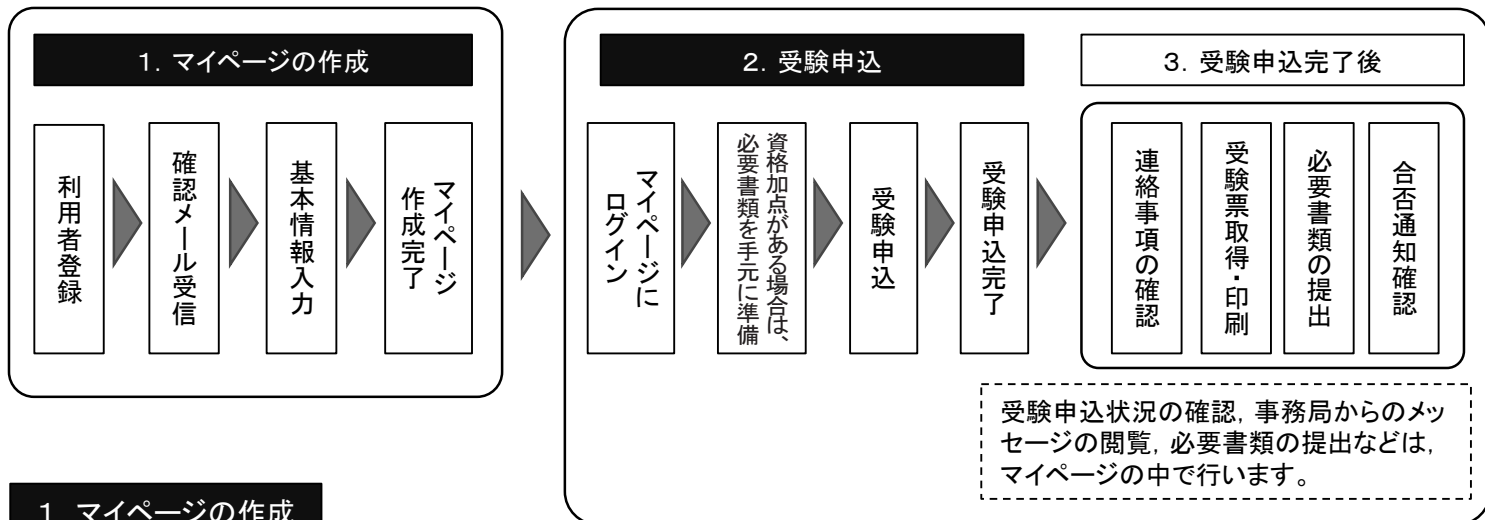 1．マイページの作成
利用者登録
確認メール受信
基本情報入力
マイページ
作成完了
2．受験申込
マイページに
ログイン
資格加点がある場合は、
必要書類を手元に準備
受験申込
受験申込完了
3．受験申込完了後
連絡事項の確認
受験票取得・印刷
必要書類の提出
合否通知確認
受験申込状況の確認，事務局からのメッ
セージの閲覧，必要書類の提出などは，
マイページの中で行います。
1．マイページの作成